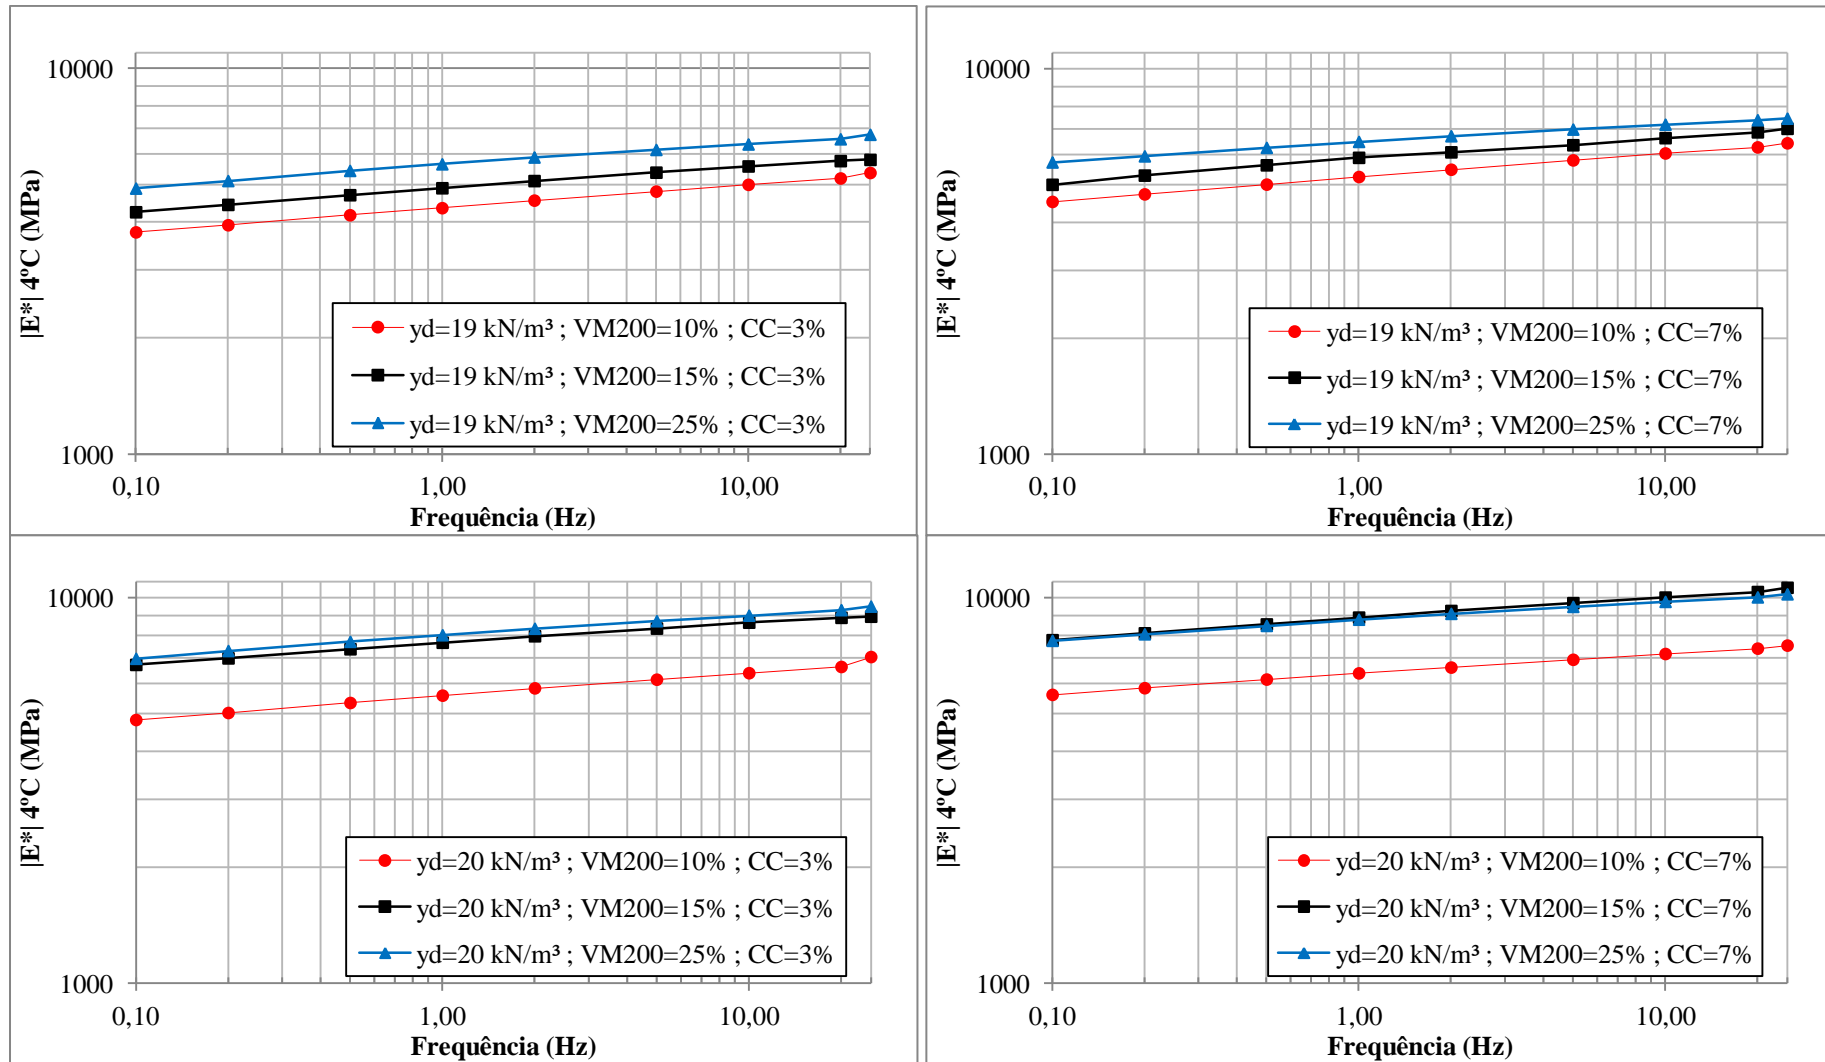 10000
1000
|E*| 4ºC (MPa)
yd=19 kN/m³ ; VM200=10% ; CC=3%
yd=19 kN/m³ ; VM200=15% ; CC=3%
yd=19 kN/m³ ; VM200=25% ; CC=3%
0,10 1,00 10,00
Frequência (Hz)
10000
1000
|E*| 4ºC (MPa)
yd=19 kN/m³ ; VM200=10% ; CC=7%
yd=19 kN/m³ ; VM200=15% ; CC=7%
yd=19 kN/m³ ; VM200=25% ; CC=7%
0,10 1,00 10,00
Frequência (Hz)
10000
1000
|E*| 4ºC (MPa)
yd=20 kN/m³ ; VM200=10% ; CC=3%
yd=20 kN/m³ ; VM200=15% ; CC=3%
yd=20 kN/m³ ; VM200=25% ; CC=3%
0,10 1,00 10,00
Frequência (Hz)
10000
1000
|E*| 4ºC (MPa)
yd=20 kN/m³ ; VM200=10% ; CC=7%
yd=20 kN/m³ ; VM200=15% ; CC=7%
yd=20 kN/m³ ; VM200=25% ; CC=7%
0,10 1,00 10,00
Frequência (Hz)